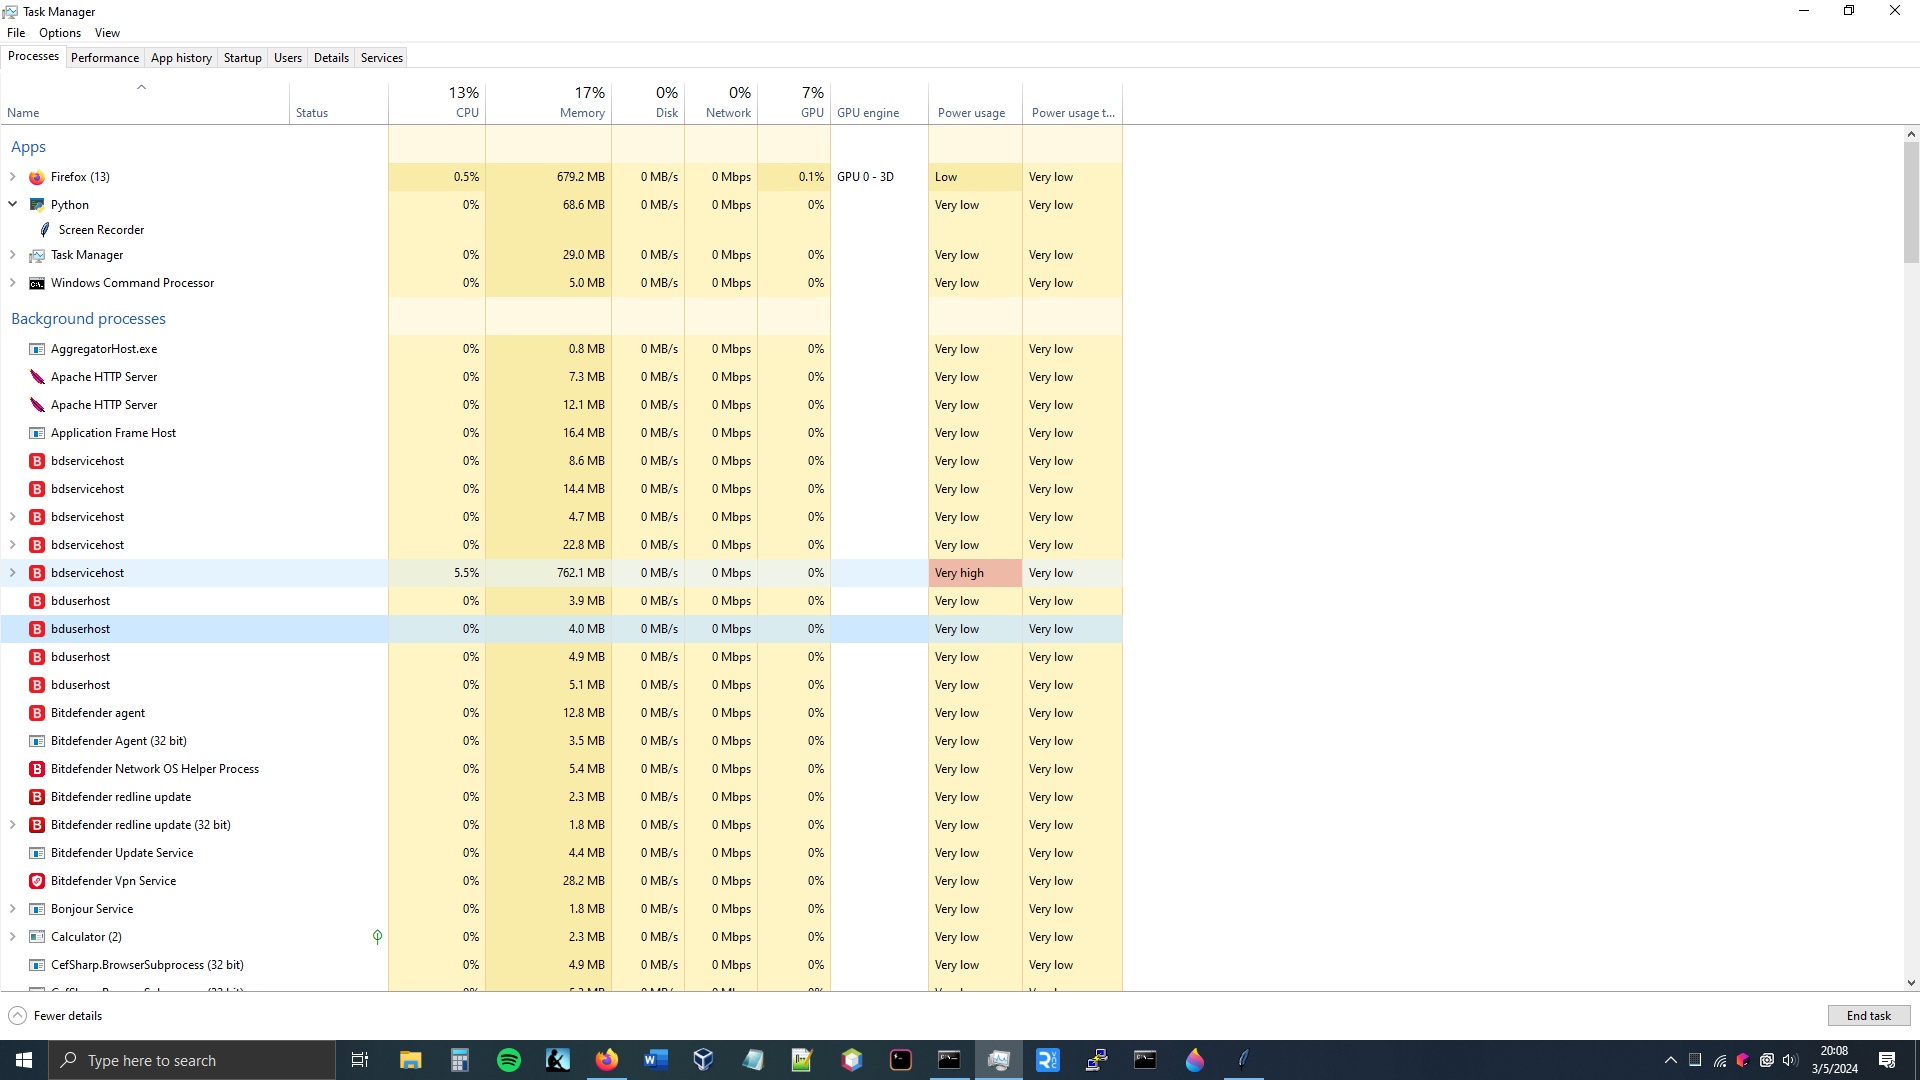 Task Manager
File Options View
Processes Performance App history Startup Users Details Services
13% 17% 0% 0% 7%
Name Status CPU Memory Disk Network GPU GPU engine Power usage Power usage t...
Apps
Firefox (13) 0.5% 679.2 MB 0 MB/s 0 Mbps 0.1% GPU 0 - 3D Low Very low
Python 0% 68.6 MB 0 MB/s 0 Mbps 0% Very low Very low
Screen Recorder
Task Manager 0% 29.0 MB 0 MB/s 0 Mbps 0% Very low Very low
Windows Command Processor 0% 5.0 MB 0 MB/s 0 Mbps 0% Very low Very low
Background processes
AggregatorHost.exe 0% 0.8 MB 0 MB/s 0 Mbps 0% Very low Very low
Apache HTTP Server 0% 7.3 MB 0 MB/s 0 Mbps 0% Very low Very low
Apache HTTP Server 0% 12.1 MB 0 MB/s 0 Mbps 0% Very low Very low
Application Frame Host 0% 16.4 MB 0 MB/s 0 Mbps 0% Very low Very low
bdservicehost 0% 8.6 MB 0 MB/s 0 Mbps 0% Very low Very low
bdservicehost 0% 14.4 MB 0 MB/s 0 Mbps 0% Very low Very low
bdservicehost 0% 4.7 MB 0 MB/s 0 Mbps 0% Very low Very low
bdservicehost 0% 22.8 MB 0 MB/s 0 Mbps 0% Very low Very low
bdservicehost 5.5% 762.1 MB 0 MB/s 0 Mbps 0% Very high Very low
bduserhost 0% 3.9 MB 0 MB/s 0 Mbps 0% Very low Very low
bduserhost 0% 4.0 MB 0 MB/s 0 Mbps 0% Very low Very low
bduserhost 0% 4.9 MB 0 MB/s 0 Mbps 0% Very low Very low
bduserhost 0% 5.1 MB 0 MB/s 0 Mbps 0% Very low Very low
Bitdefender agent 0% 12.8 MB 0 MB/s 0 Mbps 0% Very low Very low
Bitdefender Agent (32 bit) 0% 3.5 MB 0 MB/s 0 Mbps 0% Very low Very low
Bitdefender Network OS Helper Process 0% 5.4 MB 0 MB/s 0 Mbps 0% Very low Very low
Bitdefender redline update 0% 2.3 MB 0 MB/s 0 Mbps 0% Very low Very low
Bitdefender redline update (32 bit) 0% 1.8 MB 0 MB/s 0 Mbps 0% Very low Very low
Bitdefender Update Service 0% 4.4 MB 0 MB/s 0 Mbps 0% Very low Very low
Bitdefender Vpn Service 0% 28.2 MB 0 MB/s 0 Mbps 0% Very low Very low
Bonjour Service 0% 1.8 MB 0 MB/s 0 Mbps 0% Very low Very low
Calculator (2) 0% 2.3 MB 0 MB/s 0 Mbps 0% Very low Very low
CefSharp.BrowserSubprocess (32 bit) 0% 4.9 MB 0 MB/s 0 Mbps 0% Very low Very low
Fewer details End task
Type here to search
20:08
3/5/2024